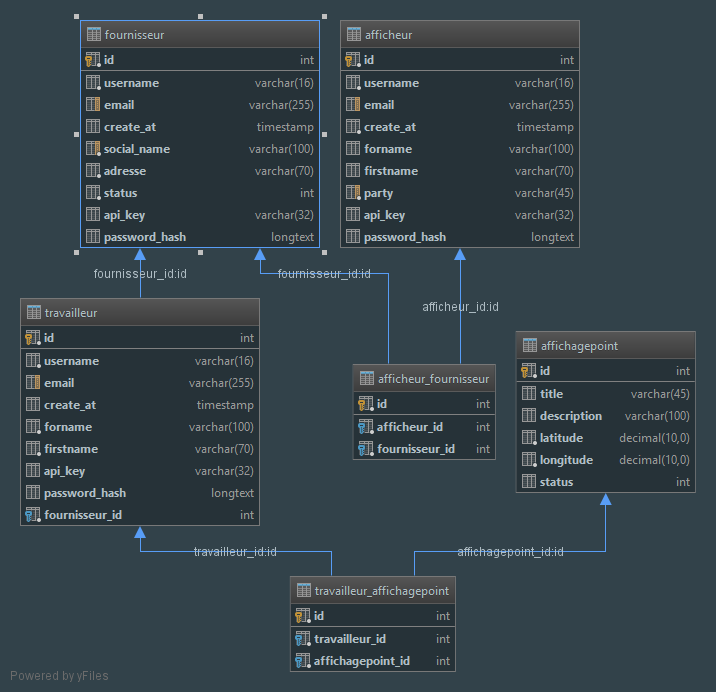 fournisseur
id int
username varchar(16)
email varchar(255)
create_at timestamp
social_name varchar(100)
adresse varchar(70)
status int
api_key varchar(32)
password_hash longtext
afficheur
id int
username varchar(16)
email varchar(255)
create_at timestamp
forname varchar(100)
firstname varchar(70)
party varchar(45)
api_key varchar(32)
password_hash longtext
fournisseur_id:id
fournisseur_id:id
afficheur_id:id
travailleur
id int
username varchar(16)
email varchar(255)
create_at timestamp
forname varchar(100)
firstname varchar(70)
api_key varchar(32)
password_hash longtext
fournisseur_id int
afficheur_fournisseur
id int
afficheur_id int
fournisseur_id int
affichagepoint
id int
title varchar(45)
description varchar(100)
latitude decimal(10,0)
longitude decimal(10,0)
status int
travailleur_id:id
affichagepoint_id:id
travailleur_affichagepoint
id int
travailleur_id int
affichagepoint_id int
Powered by yFiles